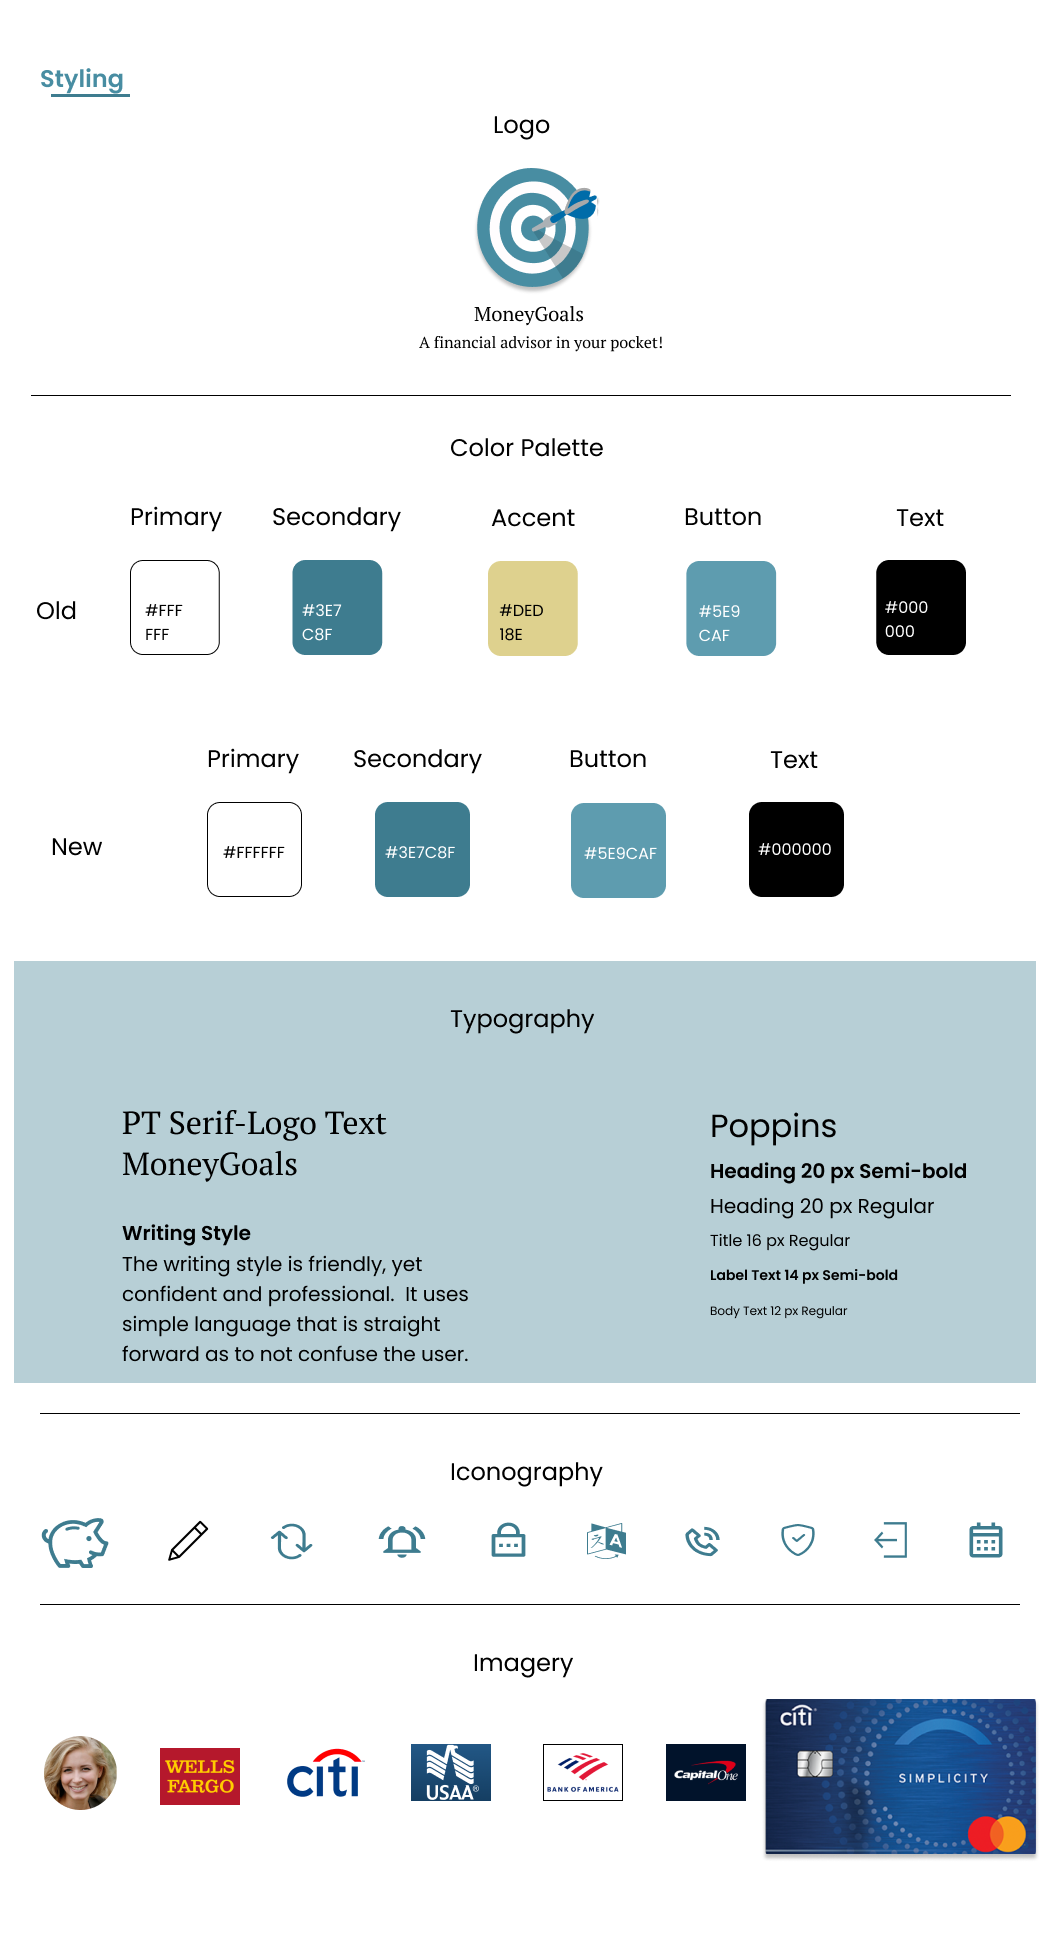 Styling
Logo
MoneyGoals
A financial advisor in your pocket!
Color Palette
Primary
Secondary
Accent
Button
Text
Old
#FFF
FFF
#3E7
C8F
#DED
18E
#5E9
CAF
#000
000
Primary
Secondary
Button
Text
New
#FFFFFF
#3E7C8F
#5E9CAF
#000000
Typography
PT Serif-Logo Text
MoneyGoals
Writing Style
The writing style is friendly, yet
confident and professional.  It uses
simple language that is straight
forward as to not confuse the user.
Poppins
Heading 20 px Semi-bold
Heading 20 px Regular
Title 16 px Regular
Label Text 14 px Semi-bold
Body Text 12 px Regular
Iconography
文
A
Imagery
WELLS
FARGO
citi
USAA®
BANK OF AMERICA
Capital One
citi
SIMPLICITY